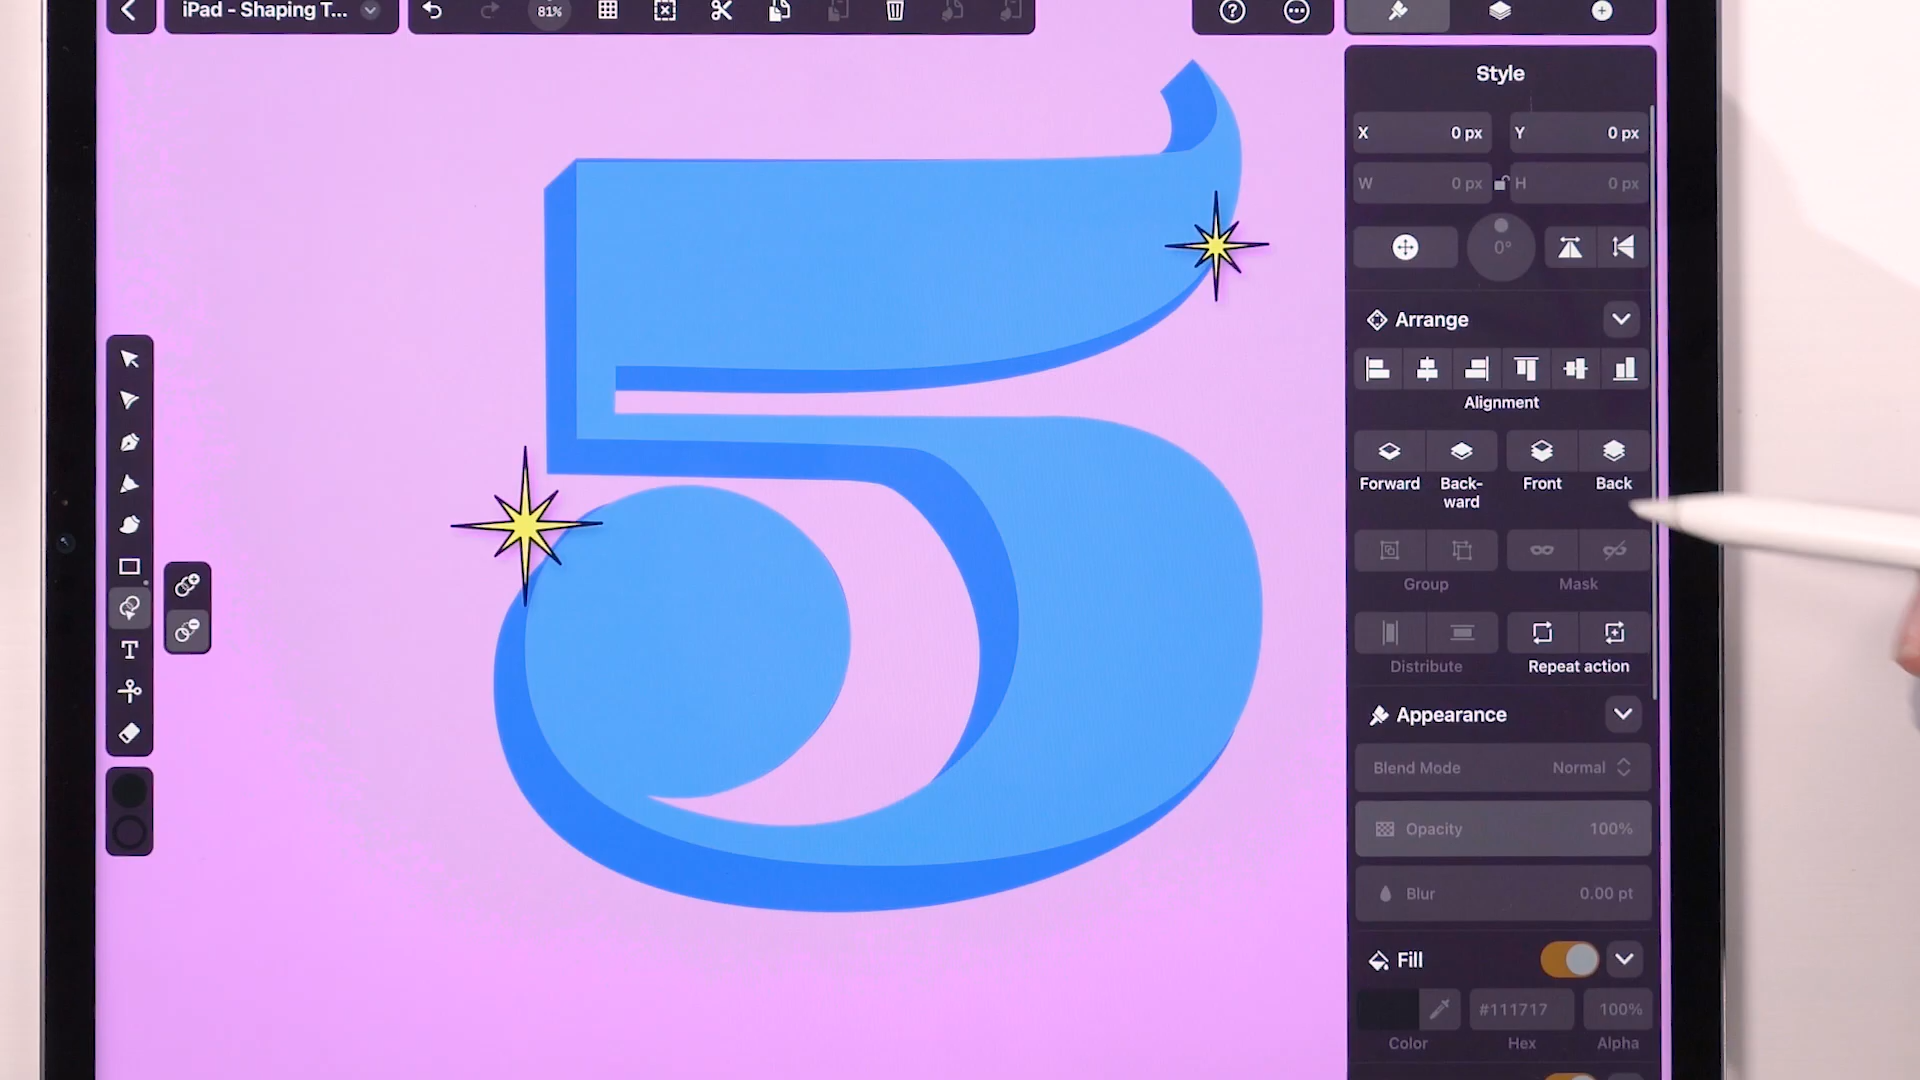 iPad - Shaping T...
81%
Style
X 0 px Y 0 px
W 0 px H 0 px
0°
Arrange
Alignment
Forward Back-
ward Front Back
Group Mask
Distribute Repeat action
Appearance
Blend Mode Normal
Opacity 100%
Blur 0.00 pt
Fill
#111717 100%
Color Hex Alpha
T
5